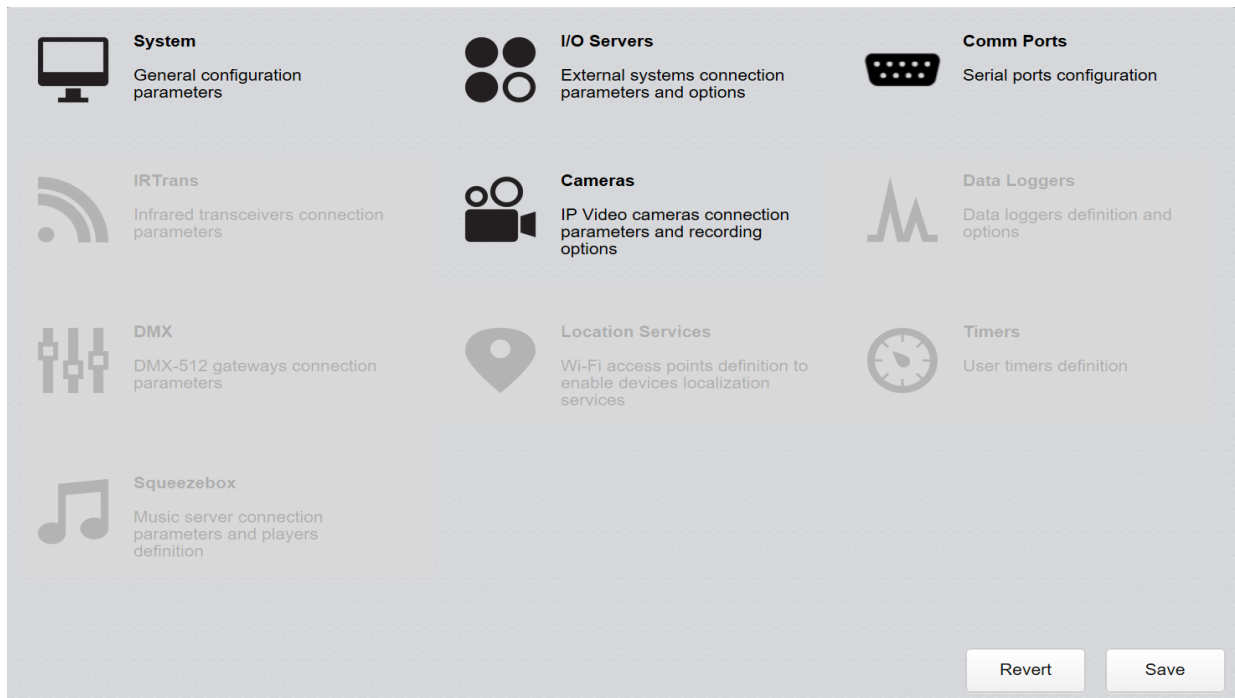 System
General configuration
parameters
I/O Servers
External systems connection
parameters and options
Comm Ports
Serial ports configuration
IRTrans
Infrared transceivers connection
parameters
Cameras
IP Video cameras connection
parameters and recording
options
Data Loggers
Data loggers definition and
options
DMX
DMX-512 gateways connection
parameters
Location Services
Wi-Fi access points definition to
enable devices localization
services
Timers
User timers definition
Squeezebox
Music server connection
parameters and players
definition
Revert
Save